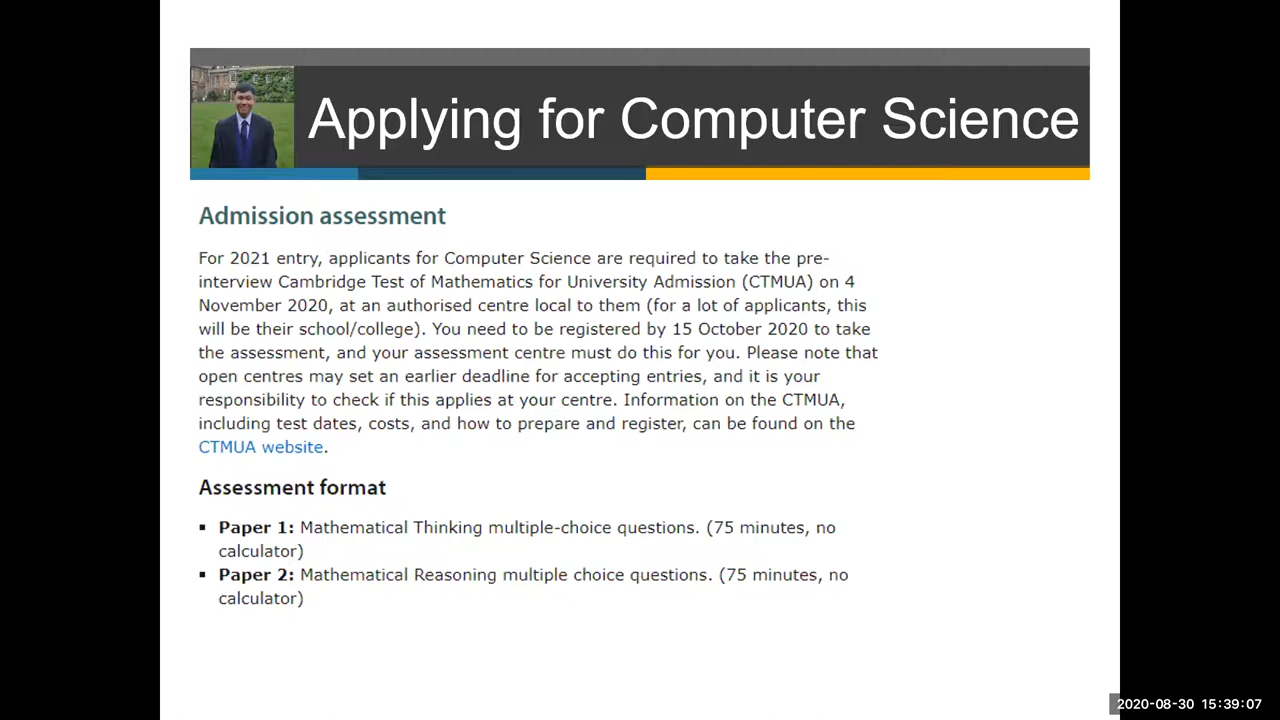 Applying for Computer Science
Admission assessment
For 2021 entry, applicants for Computer Science are required to take the pre-
interview Cambridge Test of Mathematics for University Admission (CTMUA) on 4
November 2020, at an authorised centre local to them (for a lot of applicants, this
will be their school/college). You need to be registered by 15 October 2020 to take
the assessment, and your assessment centre must do this for you. Please note that
open centres may set an earlier deadline for accepting entries, and it is your
responsibility to check if this applies at your centre. Information on the CTMUA,
including test dates, costs, and how to prepare and register, can be found on the
CTMUA website.
Assessment format
▪ Paper 1: Mathematical Thinking multiple-choice questions. (75 minutes, no
calculator)
▪ Paper 2: Mathematical Reasoning multiple choice questions. (75 minutes, no
calculator)
2020-08-30 15:39:07